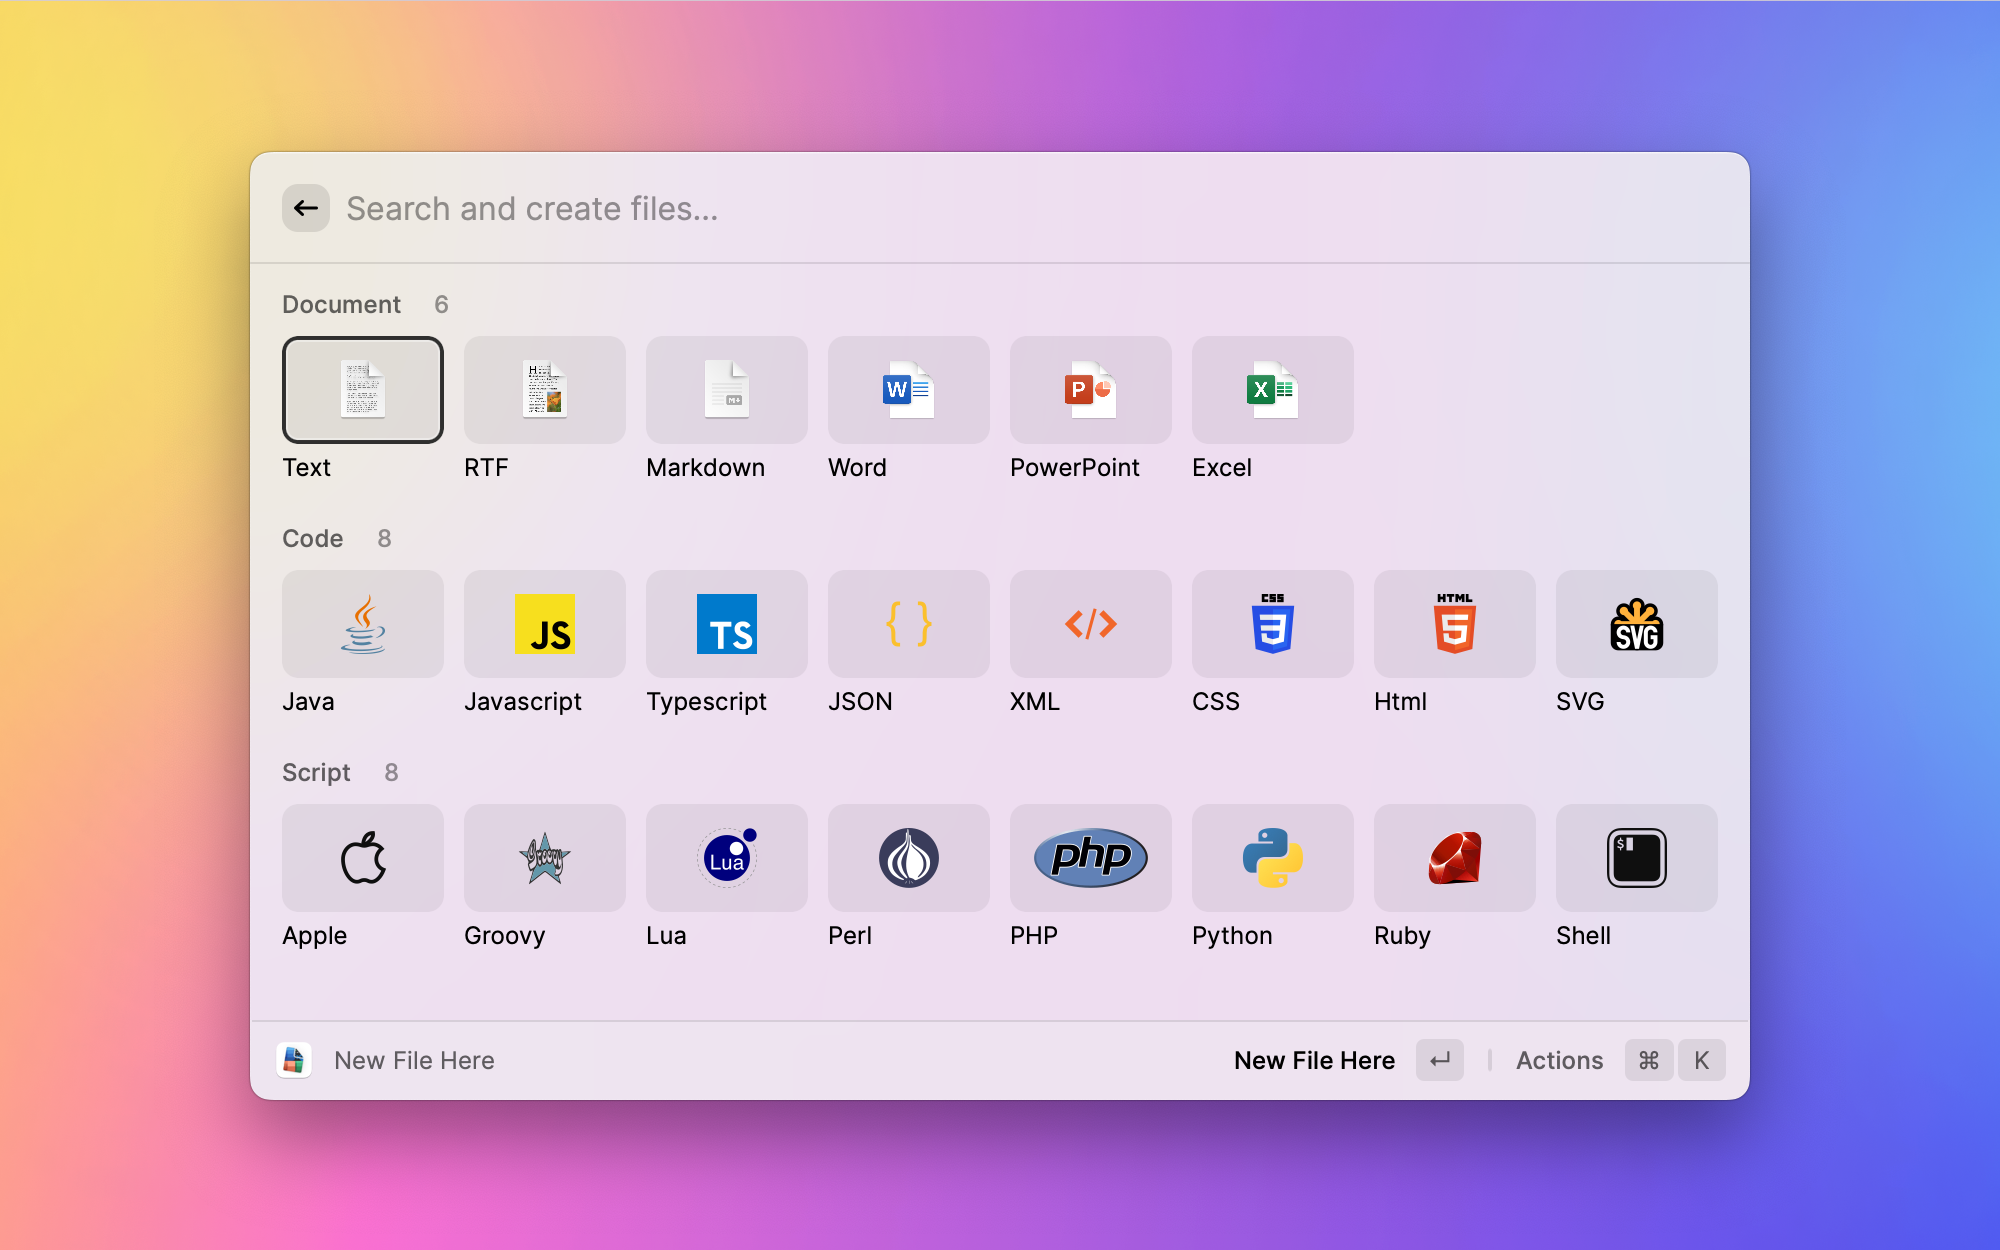 Search and create files...
Document 6
Text RTF Markdown Word PowerPoint Excel
Code 8
JS TS { } </> CSS HTML SVG
Java Javascript Typescript JSON XML CSS Html SVG
Script 8
Groovy Lua php $
Apple Groovy Lua Perl PHP Python Ruby Shell
New File Here New File Here ↵ Actions ⌘ K